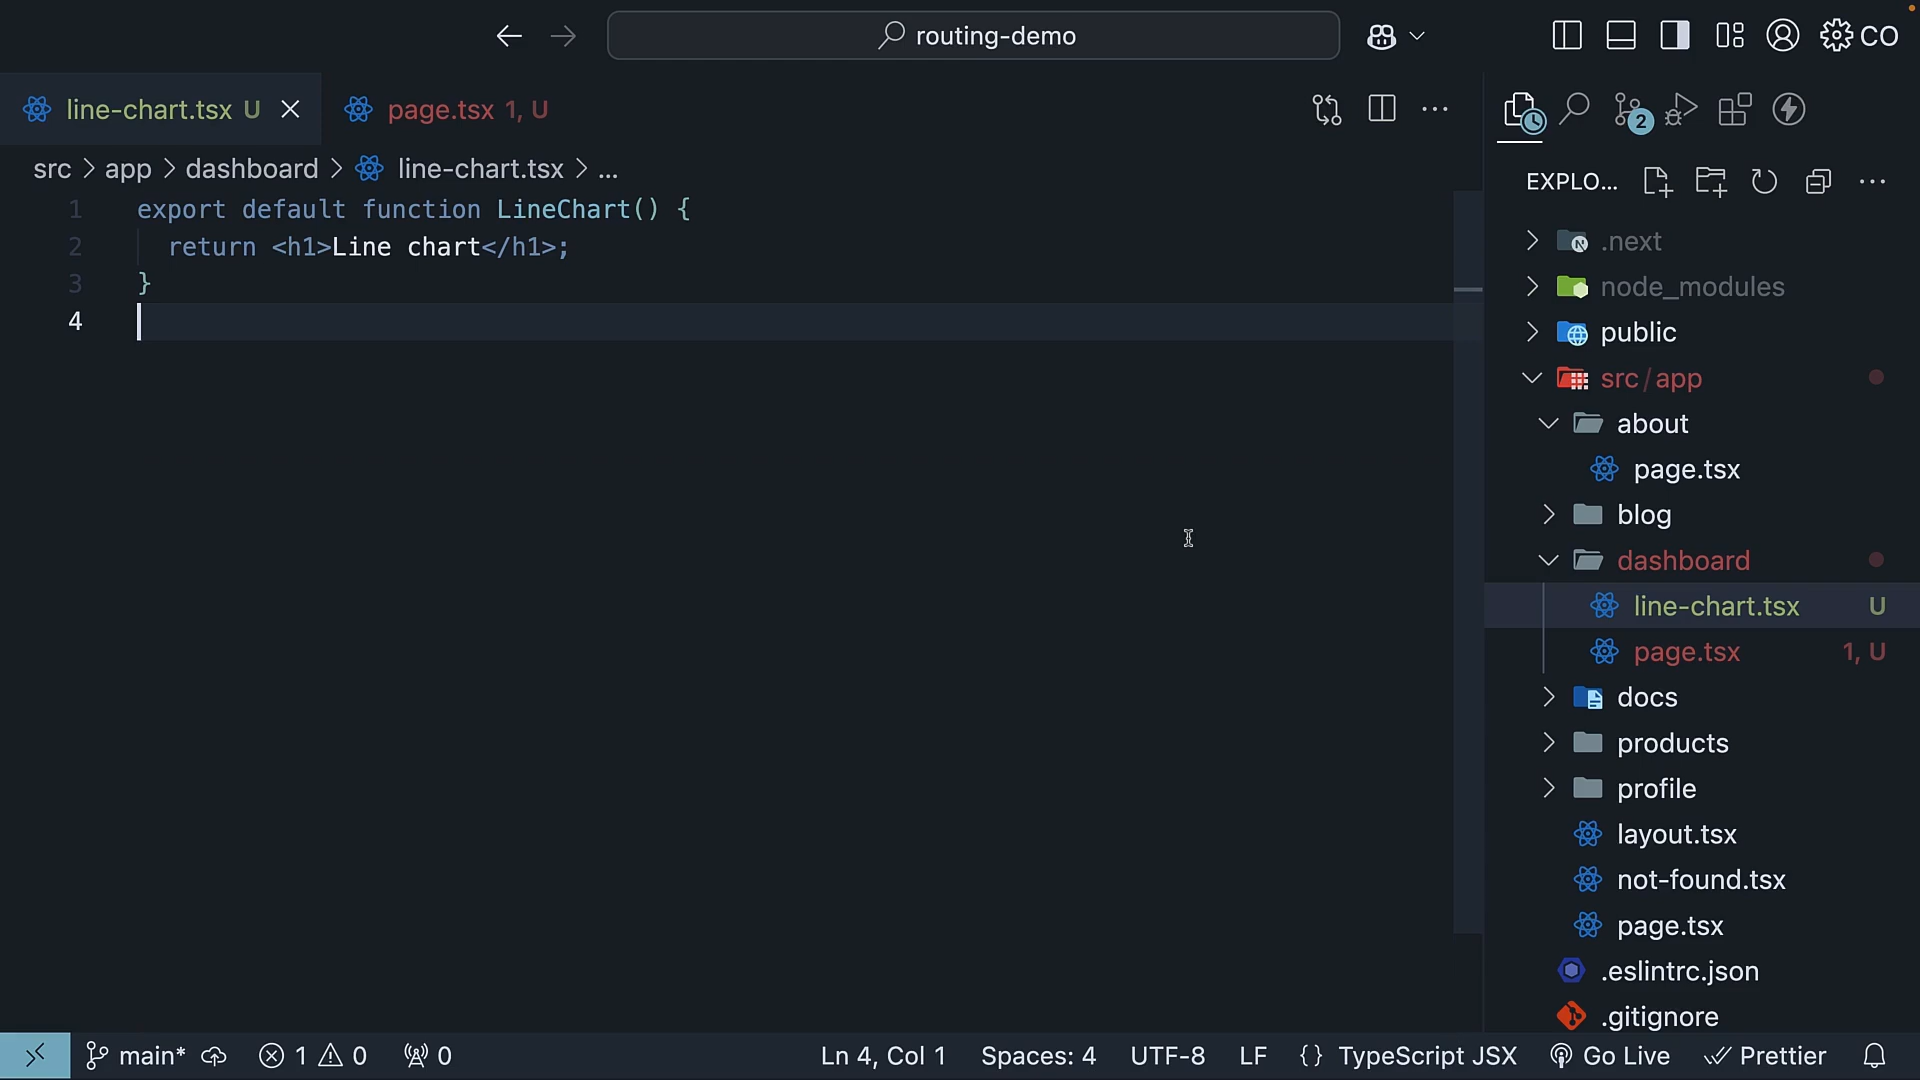 routing-demo
CO
line-chart.tsx U
page.tsx 1, U
2
src > app > dashboard > line-chart.tsx > ...
EXPLO...
1 export default function LineChart() {
2 return <h1>Line chart</h1>;
3 }
4
.next
node_modules
public
src / app
about
page.tsx
blog
dashboard
line-chart.tsx U
page.tsx 1, U
docs
products
profile
layout.tsx
not-found.tsx
page.tsx
.eslintrc.json
.gitignore
main* 1 0 0 Ln 4, Col 1 Spaces: 4 UTF-8 LF {} TypeScript JSX Go Live Prettier